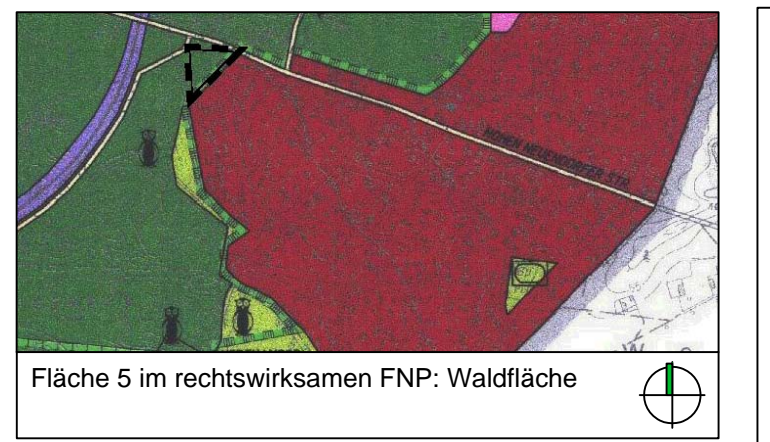 HOHEN NEUENDORFER STR.
Fläche 5 im rechtswirksamen FNP: Waldfläche